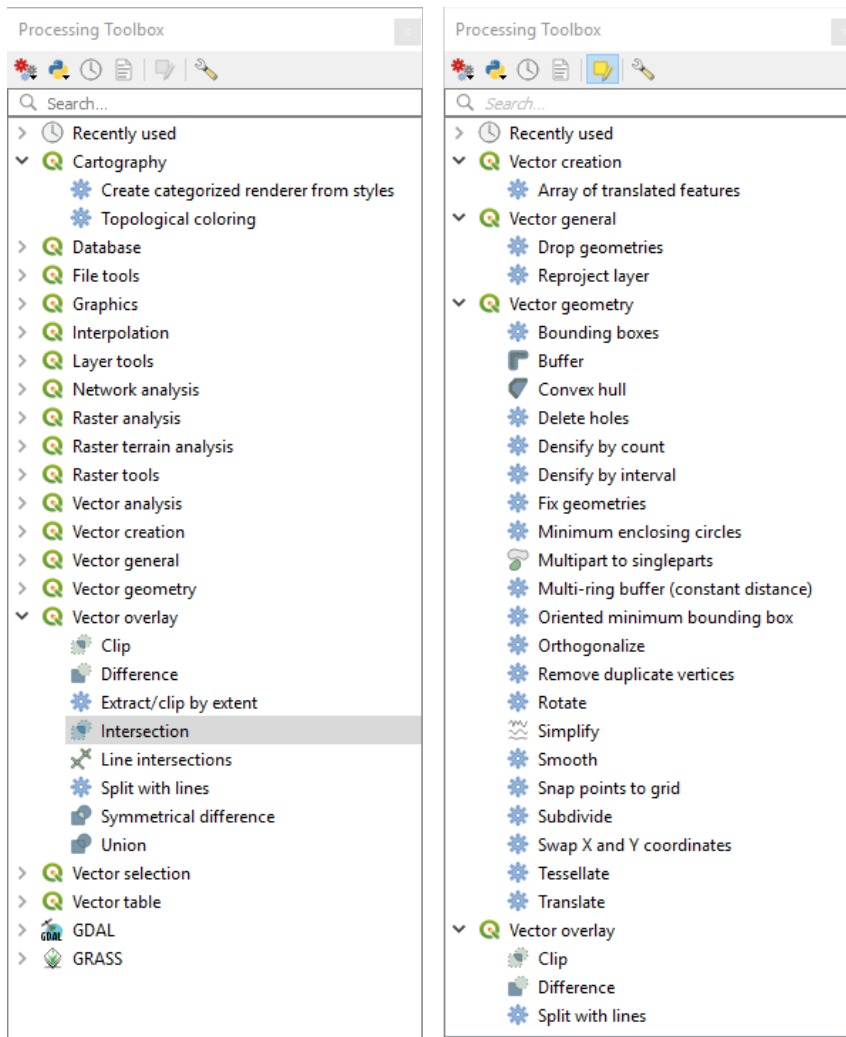 Processing Toolbox
Search...
Recently used
Cartography
Create categorized renderer from styles
Topological coloring
Database
File tools
Graphics
Interpolation
Layer tools
Network analysis
Raster analysis
Raster terrain analysis
Raster tools
Vector analysis
Vector creation
Vector general
Vector geometry
Vector overlay
Clip
Difference
Extract/clip by extent
Intersection
Line intersections
Split with lines
Symmetrical difference
Union
Vector selection
Vector table
GDAL
GRASS
Processing Toolbox
Search...
Recently used
Vector creation
Array of translated features
Vector general
Drop geometries
Reproject layer
Vector geometry
Bounding boxes
Buffer
Convex hull
Delete holes
Densify by count
Densify by interval
Fix geometries
Minimum enclosing circles
Multipart to singleparts
Multi-ring buffer (constant distance)
Oriented minimum bounding box
Orthogonalize
Remove duplicate vertices
Rotate
Simplify
Smooth
Snap points to grid
Subdivide
Swap X and Y coordinates
Tessellate
Translate
Vector overlay
Clip
Difference
Split with lines